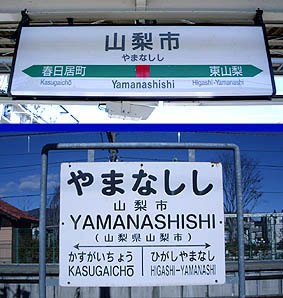 山梨市
やまなしし
春日居町 東山梨
Kasugaichō Yamanashishi Higashi-Yamanashi
やまなしし
山梨市
YAMANASHISHI
(山梨県山梨市)
かすがいちょう ひがしやまなし
KASUGAICHŌ HIGASHI-YAMANASHI